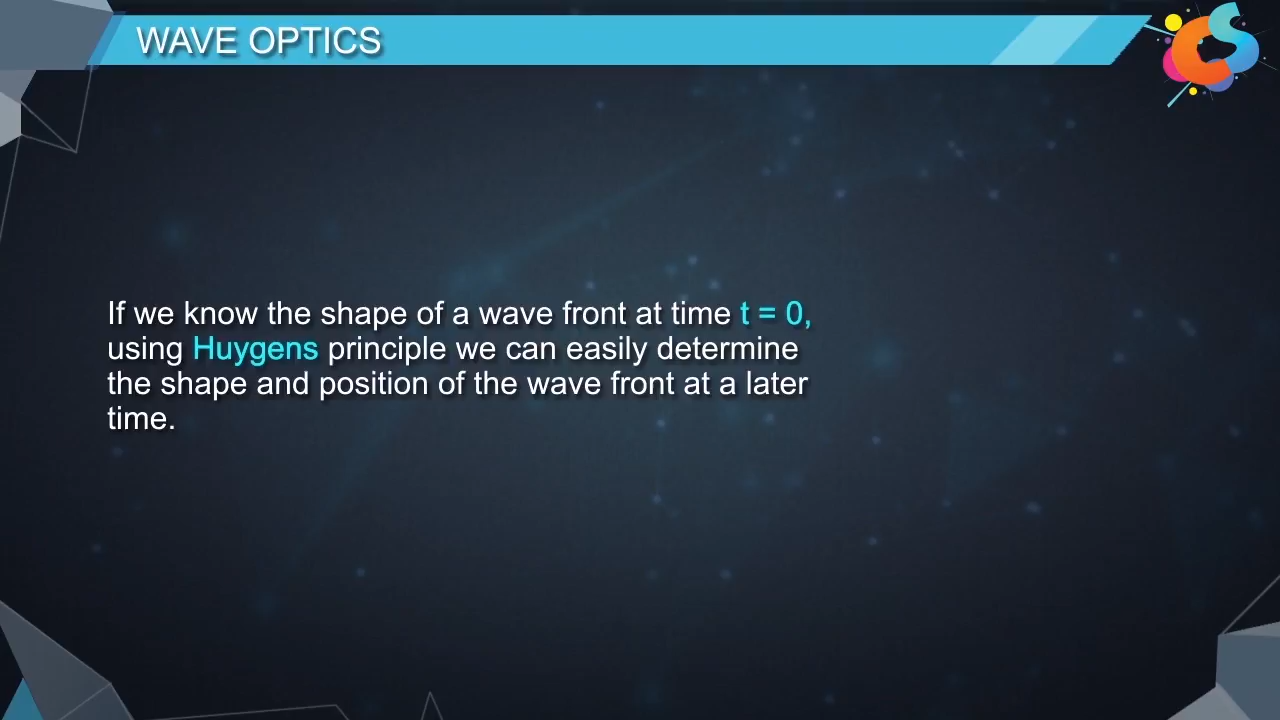 WAVE OPTICS
CS
If we know the shape of a wave front at time t = 0,
using Huygens principle we can easily determine
the shape and position of the wave front at a later
time.